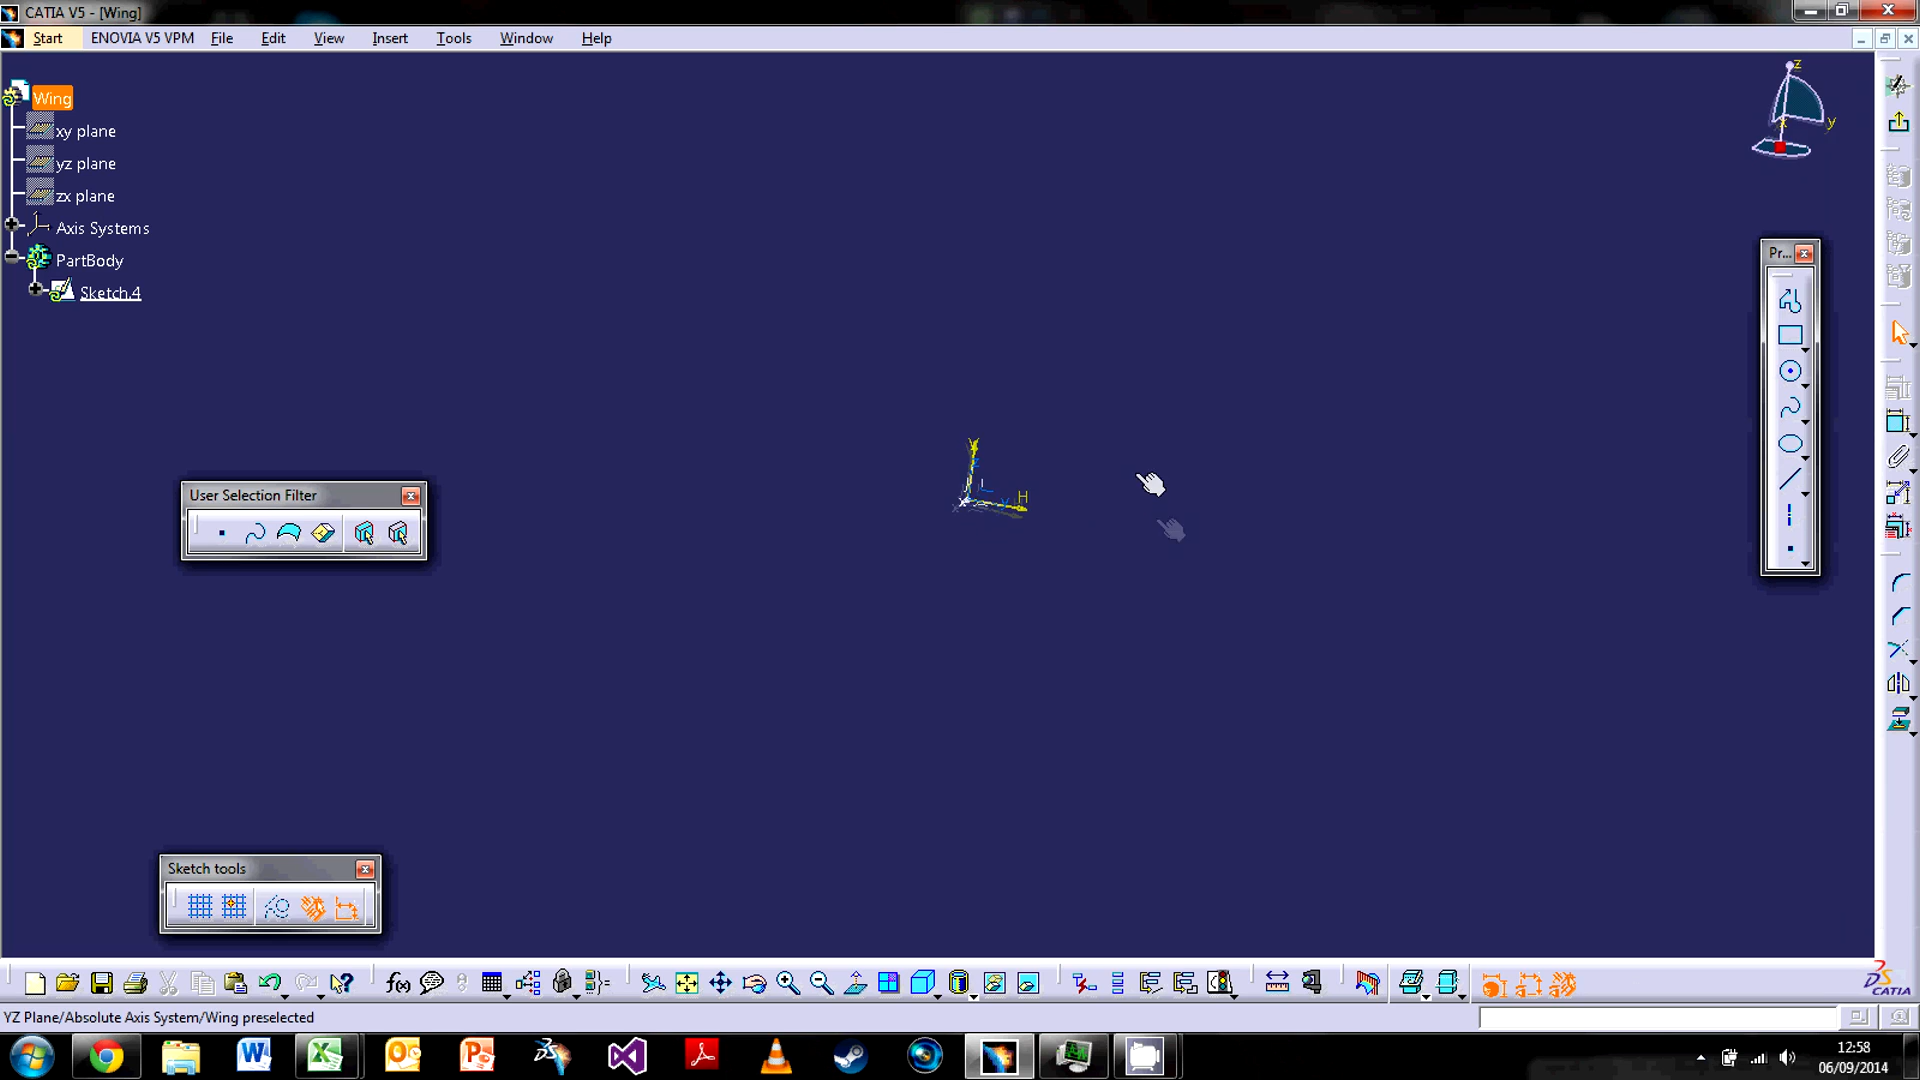 CATIA V5 - [Wing]
Start ENOVIA V5 VPM File Edit View Insert Tools Window Help
Wing
xy plane
yz plane
zx plane
Axis Systems
PartBody
Sketch.4
z
y
x
Pr...
H
User Selection Filter
Sketch tools
f(x)
CATIA
YZ Plane/Absolute Axis System/Wing preselected
12:58
06/09/2014